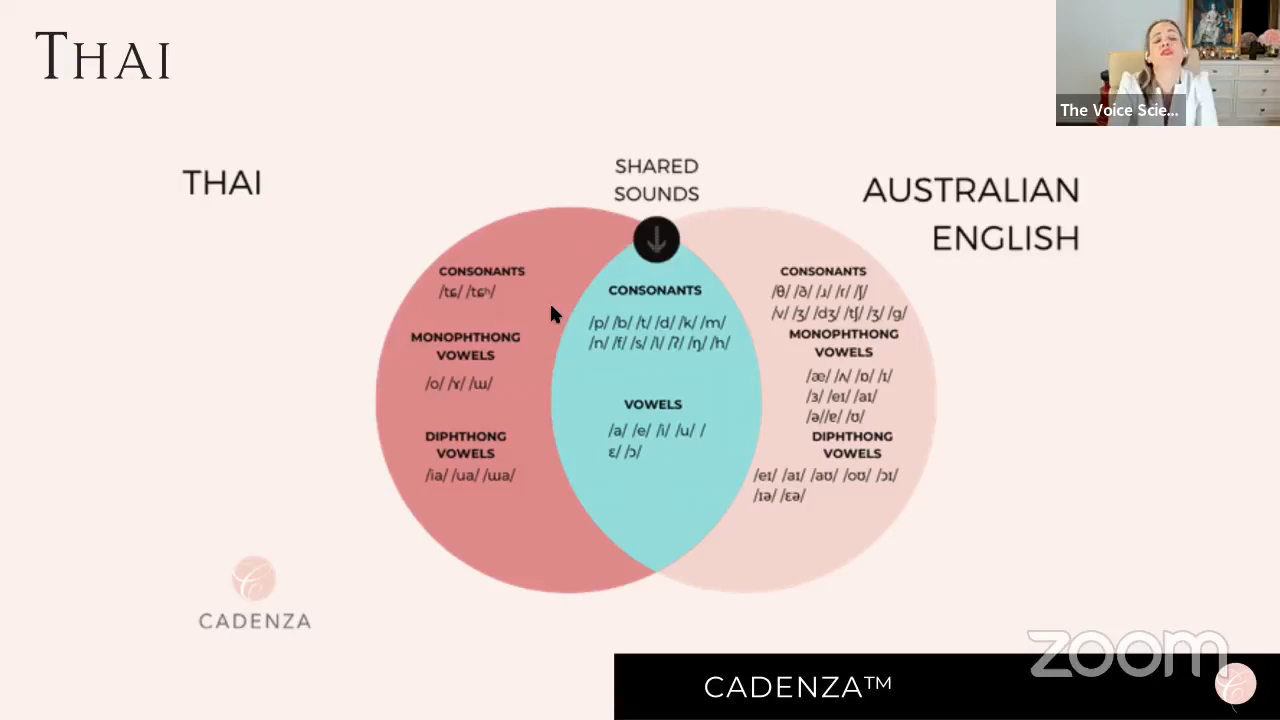 THAI
The Voice Scie...
THAI
SHARED
SOUNDS
AUSTRALIAN
ENGLISH
CONSONANTS
/tɕ/ /tɕʰ/
MONOPHTHONG
VOWELS
/o/ /ɤ/ /ɯ/
DIPHTHONG
VOWELS
/ia/ /ua/ /ɯa/
CONSONANTS
/p/ /b/ /t/ /d/ /k/ /m/
/n/ /f/ /s/ /l/ /ʔ/ /ŋ/ /h/
VOWELS
/a/ /e/ /i/ /u/ /
ɛ/ /ɔ/
CONSONANTS
/θ/ /ð/ /ɹ/ /r/ /ʃ/
/v/ /ʒ/ /dʒ/ /tʃ/ /ʒ/ /g/
MONOPHTHONG
VOWELS
/æ/ /ʌ/ /ɒ/ /ɪ/
/ɜ/ /eɪ/ /aɪ/
/ə//ɐ/ /ʊ/
DIPHTHONG
VOWELS
/eɪ/ /aɪ/ /aʊ/ /oʊ/ /ɔɪ/
/ɪə/ /ɛə/
CADENZA
zoom
CADENZA™